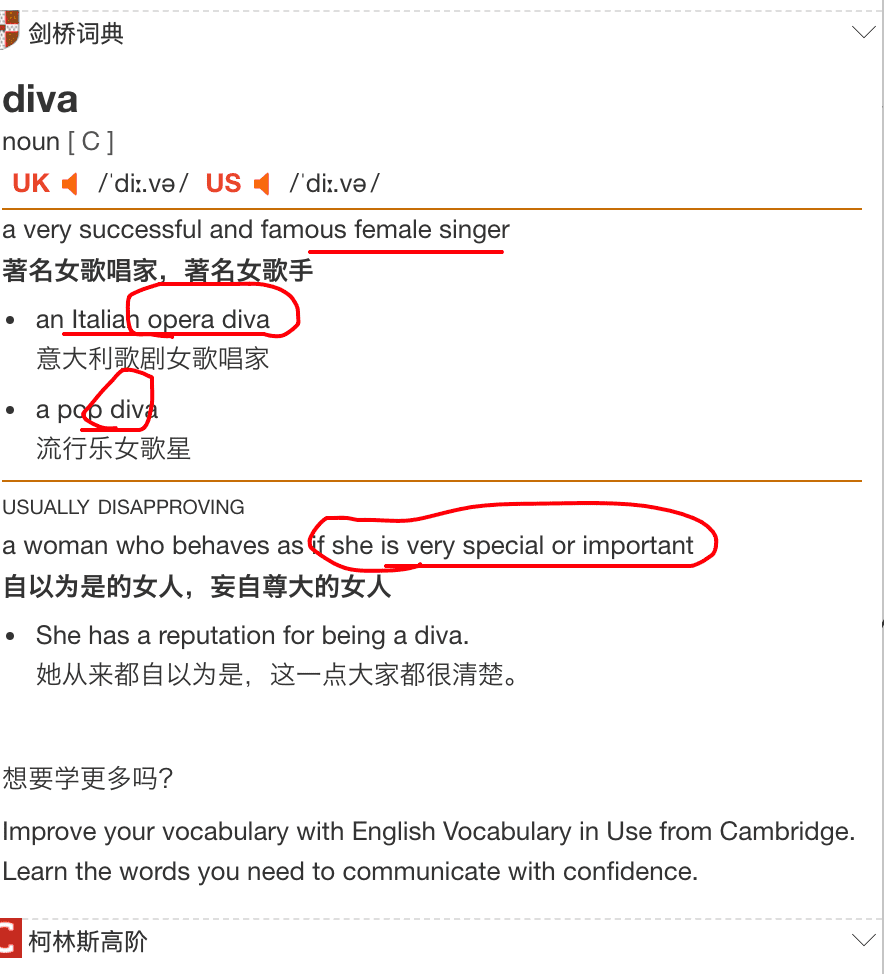 剑桥词典
diva
noun [ C ]
UK /ˈdiː.və/ US /ˈdiː.və/
a very successful and famous female singer
著名女歌唱家，著名女歌手
• an Italian opera diva
意大利歌剧女歌唱家
• a pop diva
流行乐女歌星
USUALLY DISAPPROVING
a woman who behaves as if she is very special or important
自以为是的女人，妄自尊大的女人
• She has a reputation for being a diva.
她从来都自以为是，这一点大家都很清楚。
想要学更多吗?
Improve your vocabulary with English Vocabulary in Use from Cambridge.
Learn the words you need to communicate with confidence.
C 柯林斯高阶